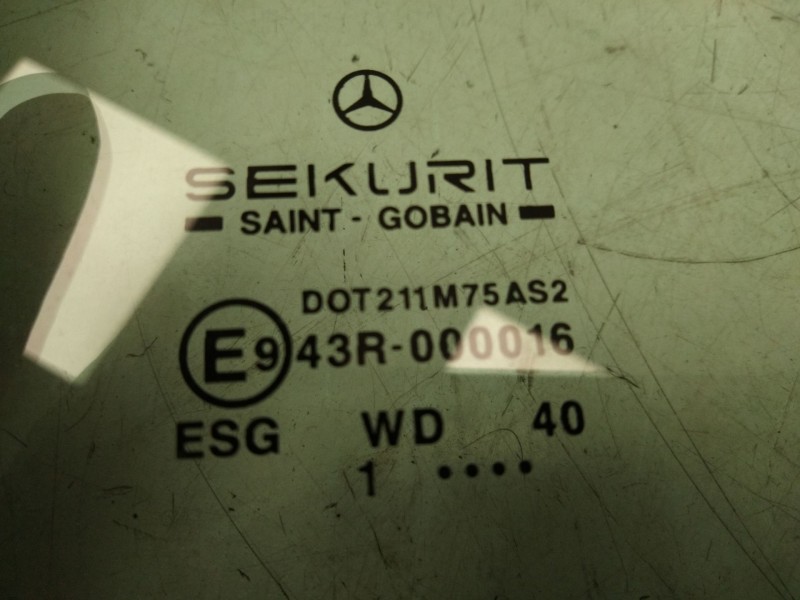 SEKURIT
SAINT - GOBAIN
DOT211M75AS2
E9 43R-000016
ESG WD 40
1 ••••